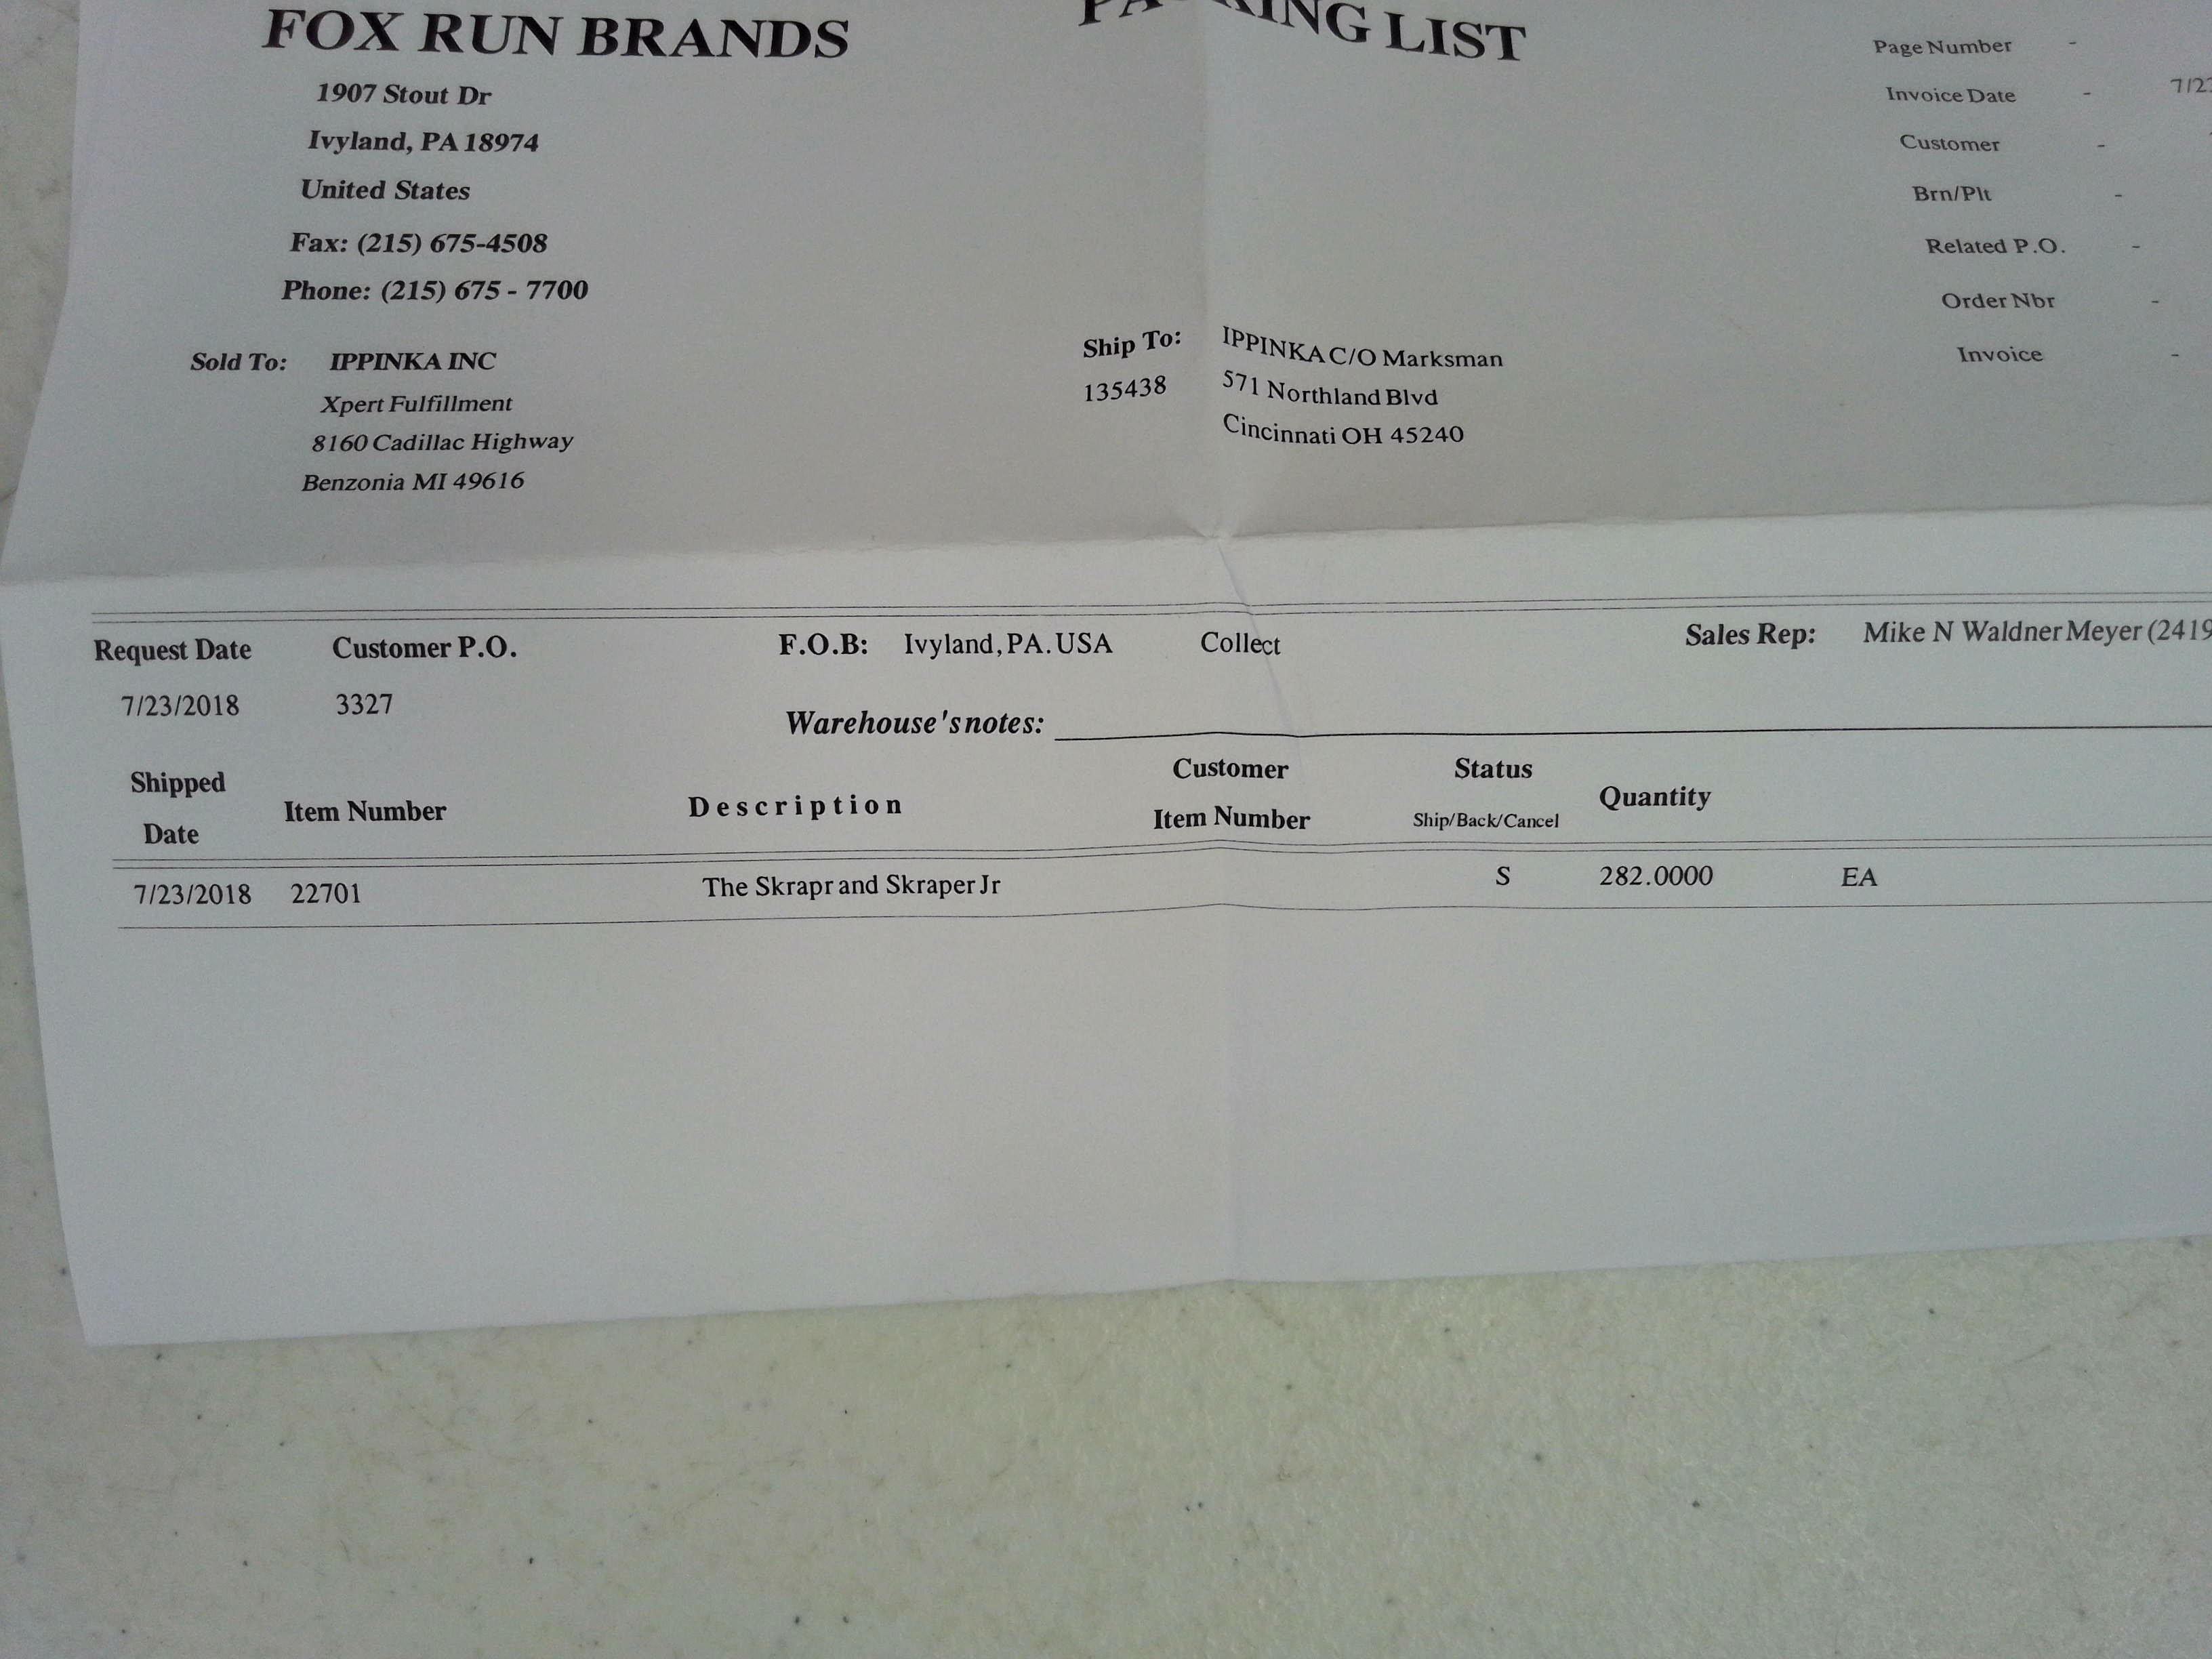 FOX RUN BRANDS
1907 Stout Dr
Ivyland, PA 18974
United States
Fax: (215) 675-4508
Phone: (215) 675 - 7700
PACKING LIST
Page Number -
Invoice Date - 7/23
Customer -
Brn/Plt -
Related P.O. -
Order Nbr -
Invoice -
Sold To: IPPINKA INC
Xpert Fulfillment
8160 Cadillac Highway
Benzonia MI 49616
Ship To: IPPINKA C/O Marksman
135438 571 Northland Blvd
Cincinnati OH 45240
Request Date Customer P.O. F.O.B: Ivyland, PA. USA Collect Sales Rep: Mike N WaldnerMeyer (2419
7/23/2018 3327
Warehouse's notes:
Shipped Date Item Number Description Customer Item Number Status Ship/Back/Cancel Quantity
7/23/2018 22701 The Skrapr and Skraper Jr S 282.0000 EA